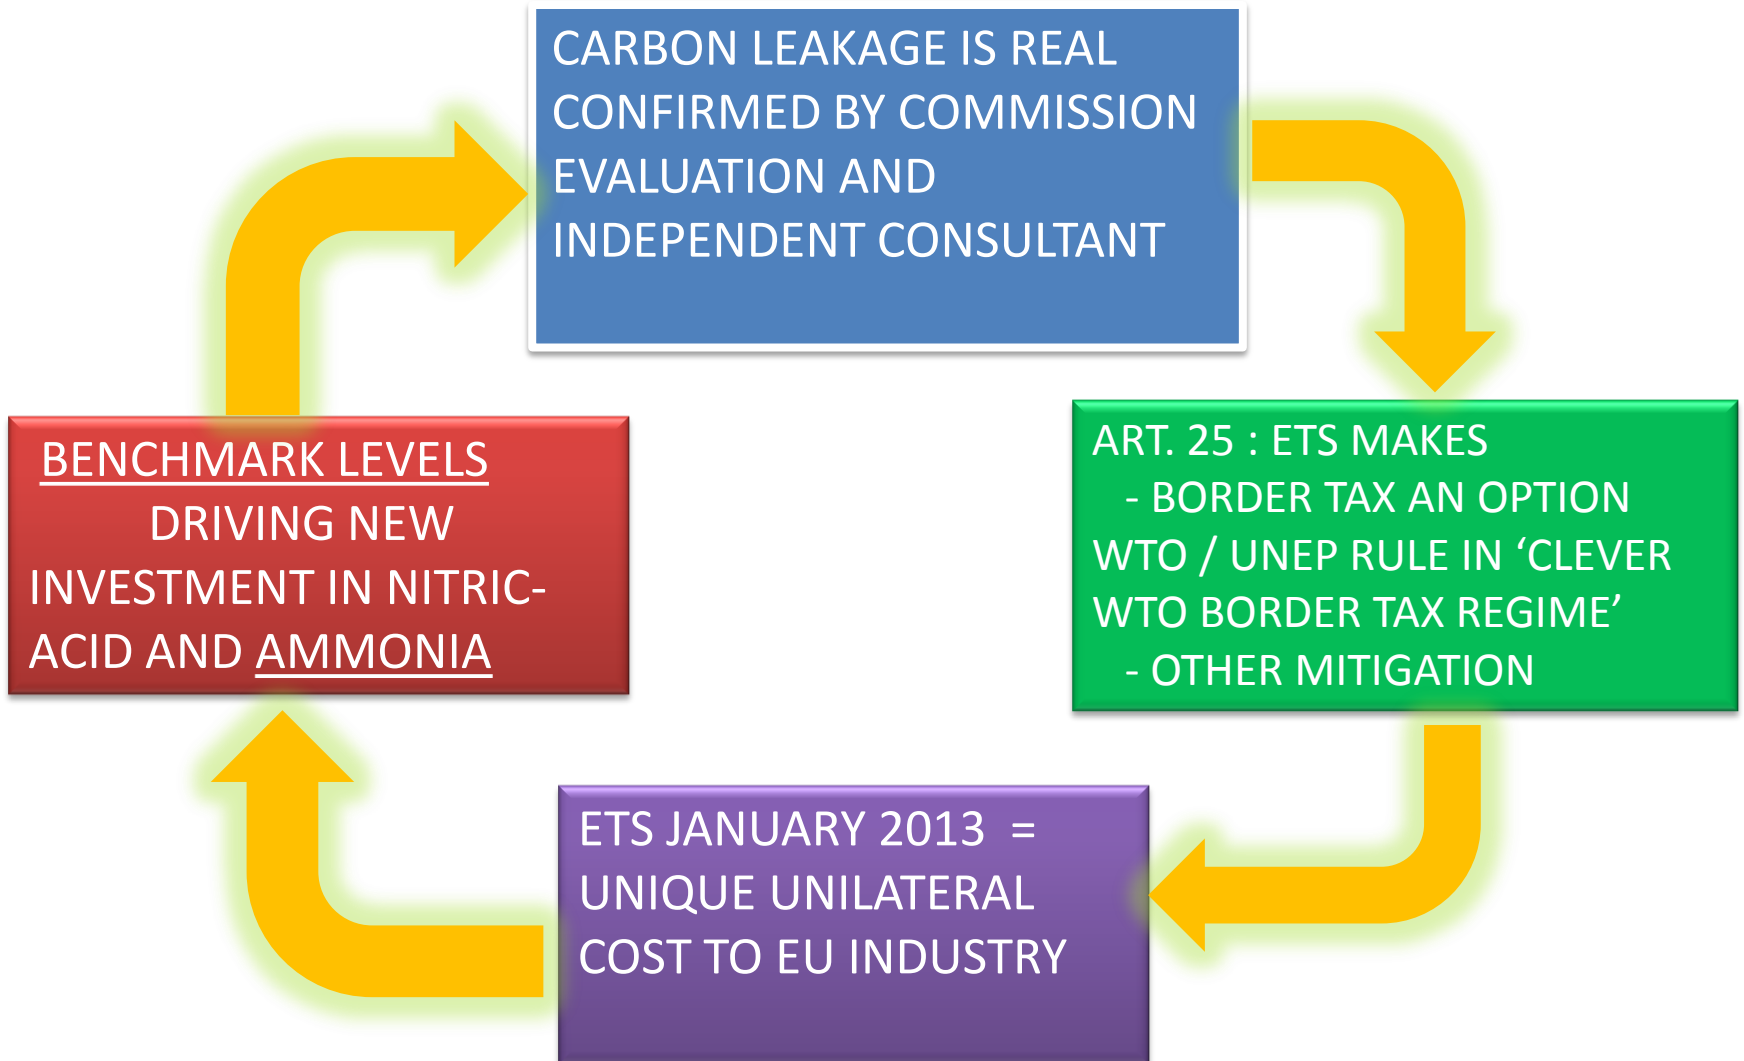 CARBON LEAKAGE IS REAL
CONFIRMED BY COMMISSION
EVALUATION AND
INDEPENDENT CONSULTANT
BENCHMARK LEVELS
DRIVING NEW
INVESTMENT IN NITRIC-
ACID AND AMMONIA
ART. 25 : ETS MAKES
- BORDER TAX AN OPTION
WTO / UNEP RULE IN ‘CLEVER
WTO BORDER TAX REGIME’
- OTHER MITIGATION
ETS JANUARY 2013 =
UNIQUE UNILATERAL
COST TO EU INDUSTRY